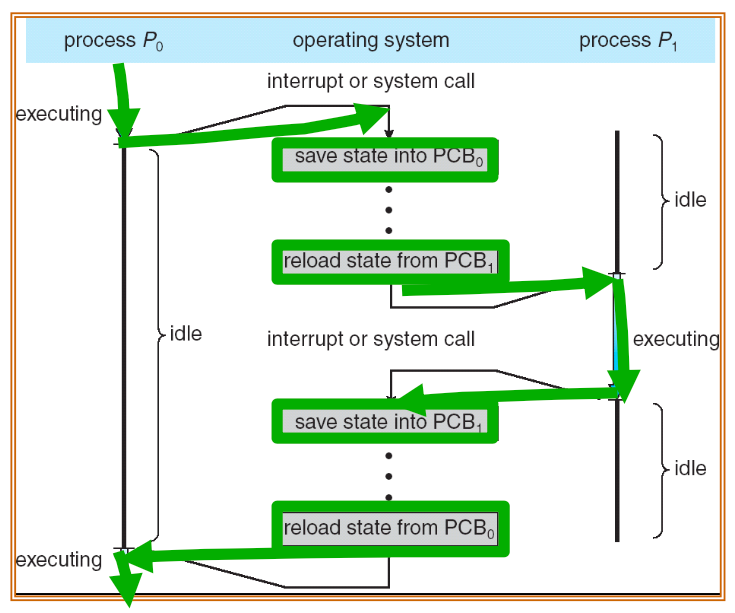 process P₀ operating system process P₁
interrupt or system call
executing
save state into PCB₀
idle
reload state from PCB₁
idle
interrupt or system call
executing
save state into PCB₁
idle
reload state from PCB₀
executing